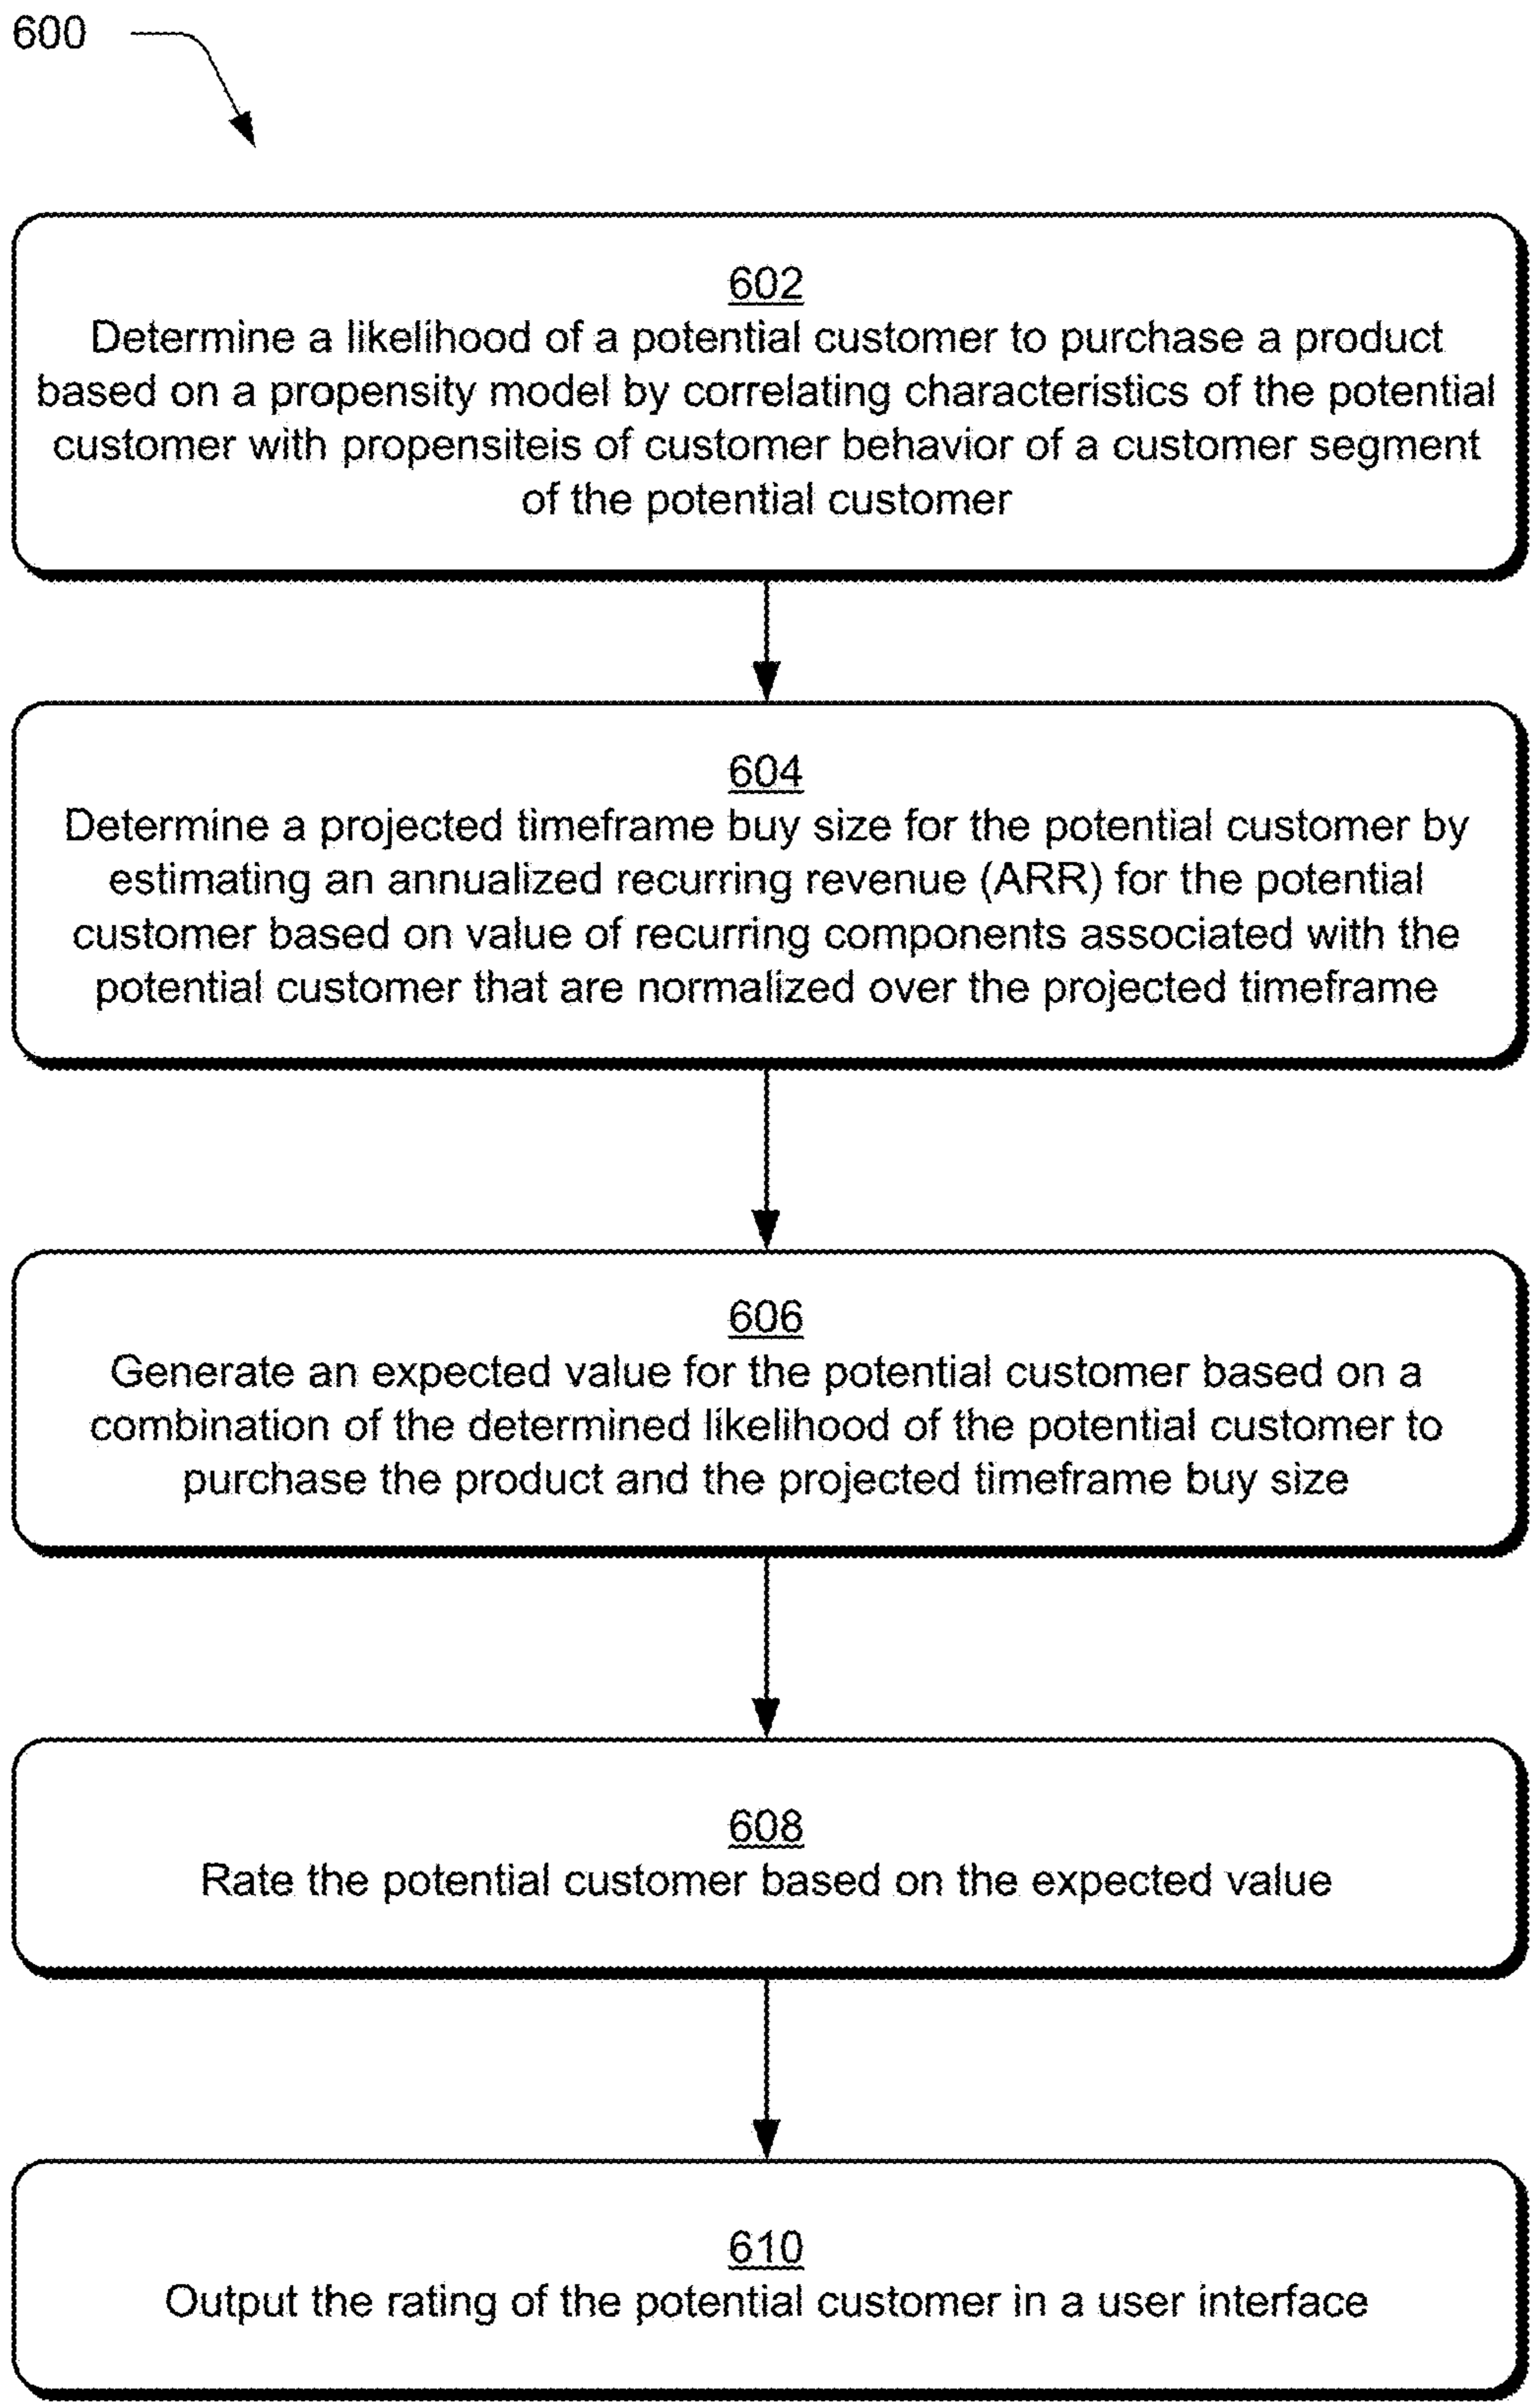 600
602
Determine a likelihood of a potential customer to purchase a product
based on a propensity model by correlating characteristics of the potential
customer with propensiteis of customer behavior of a customer segment
of the potential customer
604
Determine a projected timeframe buy size for the potential customer by
estimating an annualized recurring revenue (ARR) for the potential
customer based on value of recurring components associated with the
potential customer that are normalized over the projected timeframe
606
Generate an expected value for the potential customer based on a
combination of the determined likelihood of the potential customer to
purchase the product and the projected timeframe buy size
608
Rate the potential customer based on the expected value
610
Output the rating of the potential customer in a user interface